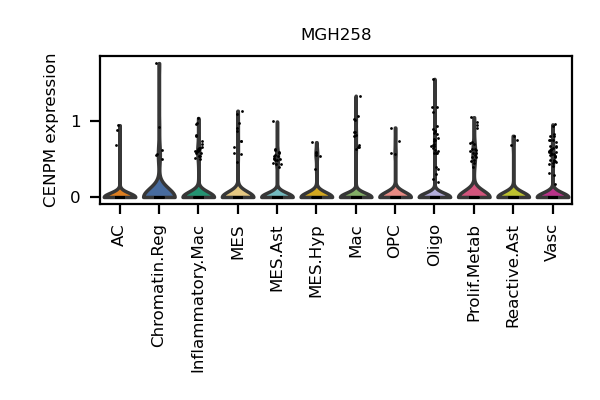 MGH258
CENPM expression
1
0
AC
Chromatin.Reg
Inflammatory.Mac
MES
MES.Ast
MES.Hyp
Mac
OPC
Oligo
Prolif.Metab
Reactive.Ast
Vasc